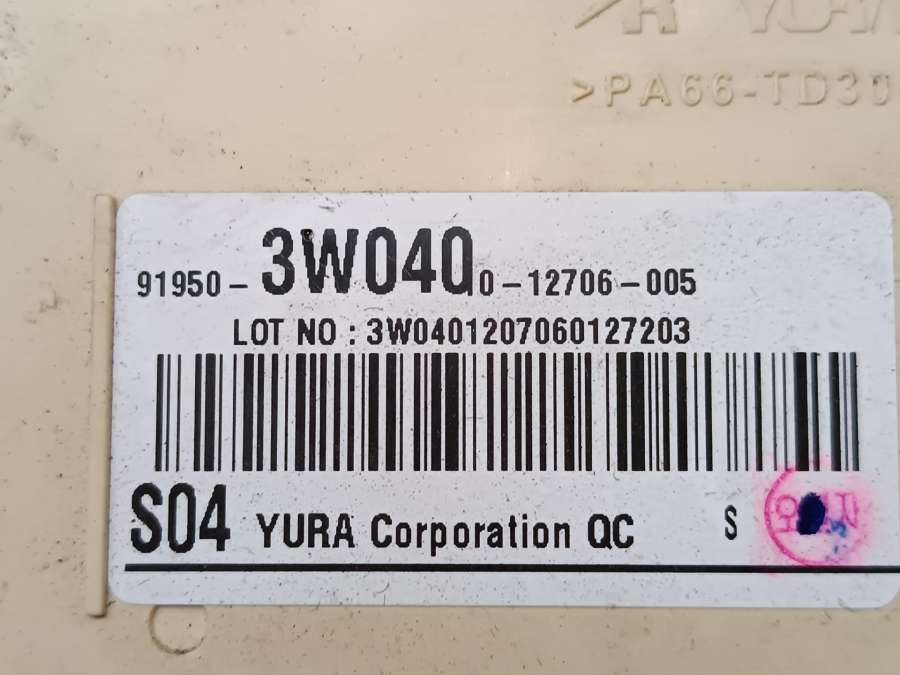 >PA66-TD30
91950-3W040 0-12706-005
LOT NO : 3W0401207060127203
S04 YURA Corporation QC S